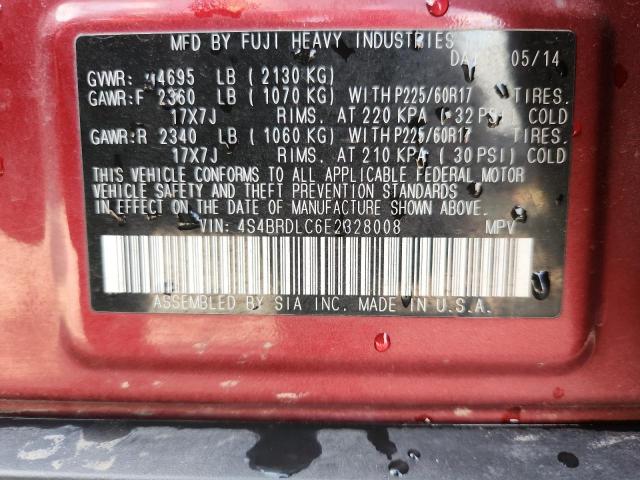 MFD BY FUJI HEAVY INDUSTRIES
05/14
GVWR: 4695 LB ( 2130 KG)
GAWR:F 2360 LB ( 1070 KG) WITH P225/60R17 TIRES.
17X7J RIMS. AT 220 KPA ( 32 PSI) COLD
GAWR:R 2340 LB ( 1060 KG) WITH P225/60R17 TIRES.
17X7J RIMS. AT 210 KPA ( 30 PSI) COLD
THIS VEHICLE CONFORMS TO ALL APPLICABLE FEDERAL MOTOR
VEHICLE SAFETY AND THEFT PREVENTION STANDARDS
IN EFFECT ON THE DATE OF MANUFACTURE SHOWN ABOVE.
VIN: 4S4BRDLC6E2328008 MPV
ASSEMBLED BY SIA INC. MADE IN U.S.A.